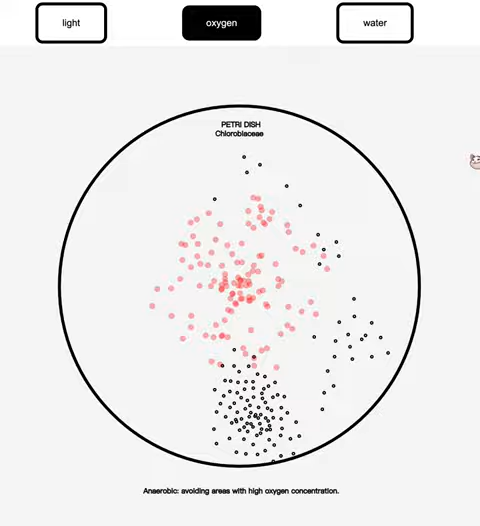 light
oxygen
water
PETRI DISH
Chlorobiaceae
Anaerobic: avoiding areas with high oxygen concentration.